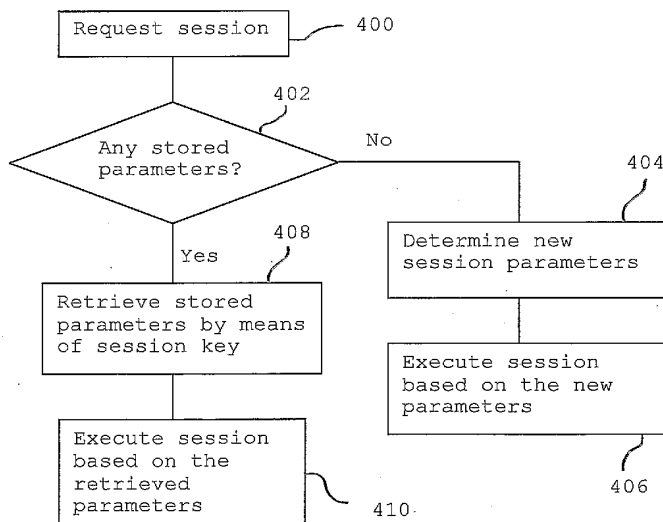 Request session
400
402
Any stored
parameters?
No
404
Yes
408
Determine new
session parameters
Retrieve stored
parameters by means
of session key
Execute session
based on the new
parameters
406
Execute session
based on the
retrieved
parameters
410